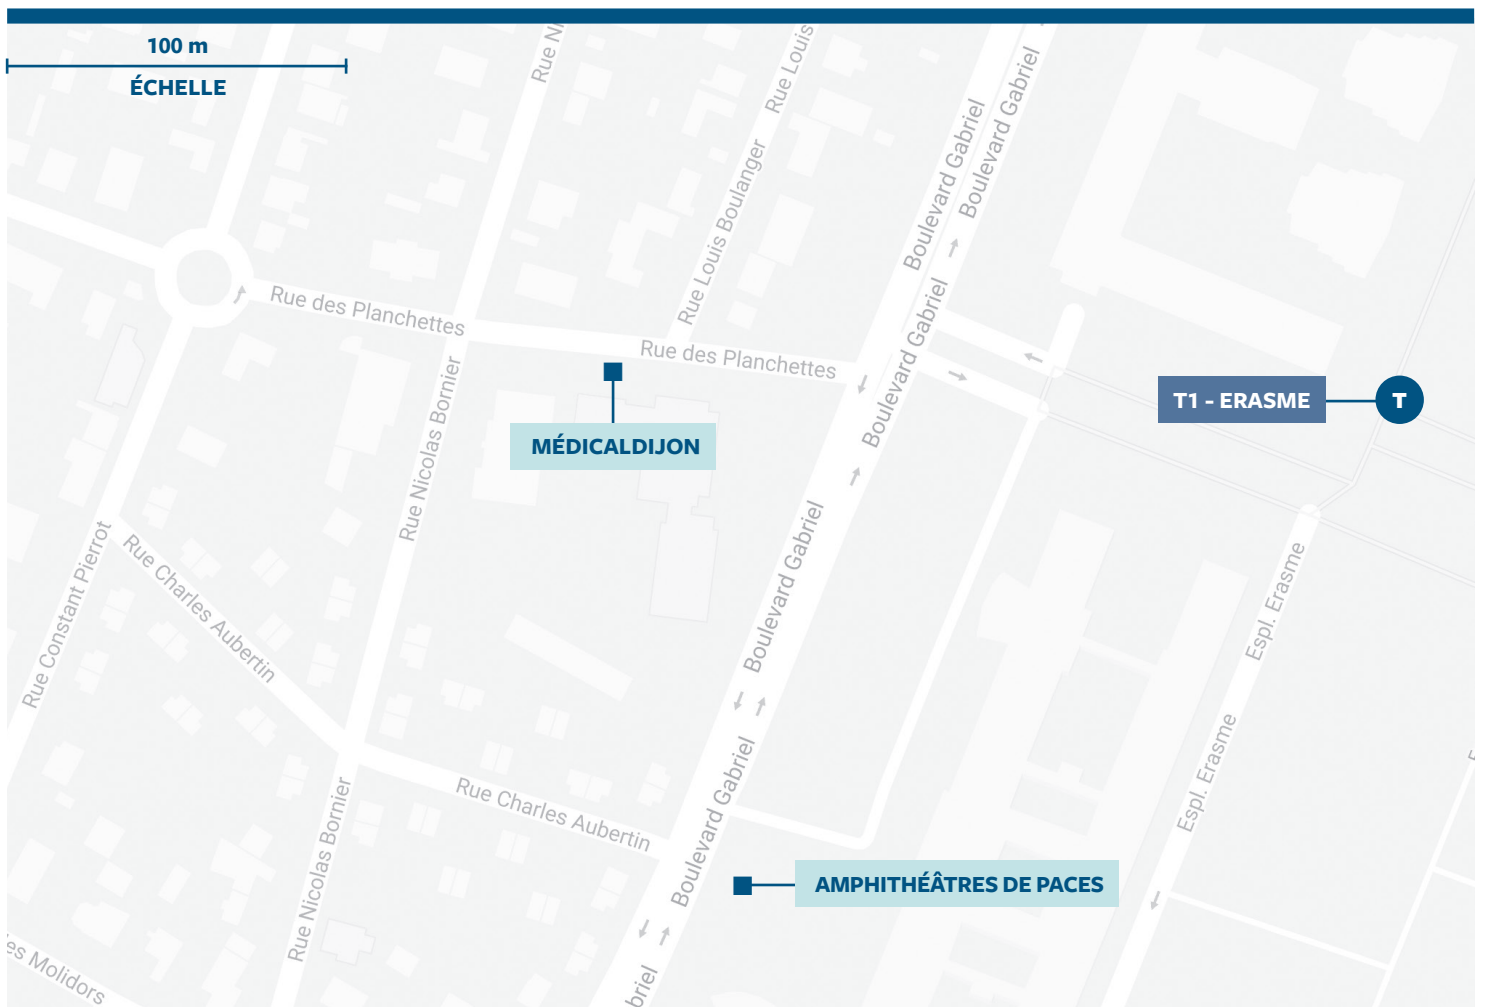 100 m
ÉCHELLE
Rue Ni
Rue Louis
Boulevard Gabriel
Boulevard Gabriel
Rue Louis Boulanger
Rue des Planchettes
Boulevard Gabriel
Rue des Planchettes
T1 - ERASME
T
MÉDICALDIJON
Rue Nicolas Bornier
Rue Constant Pierrot
Rue Charles Aubertin
Boulevard Gabriel
Espl. Erasme
Espl. Erasme
Boulevard Gabriel
Rue Charles Aubertin
Rue Nicolas Bornier
AMPHITHÉÂTRES DE PACES
es Molidors
briel